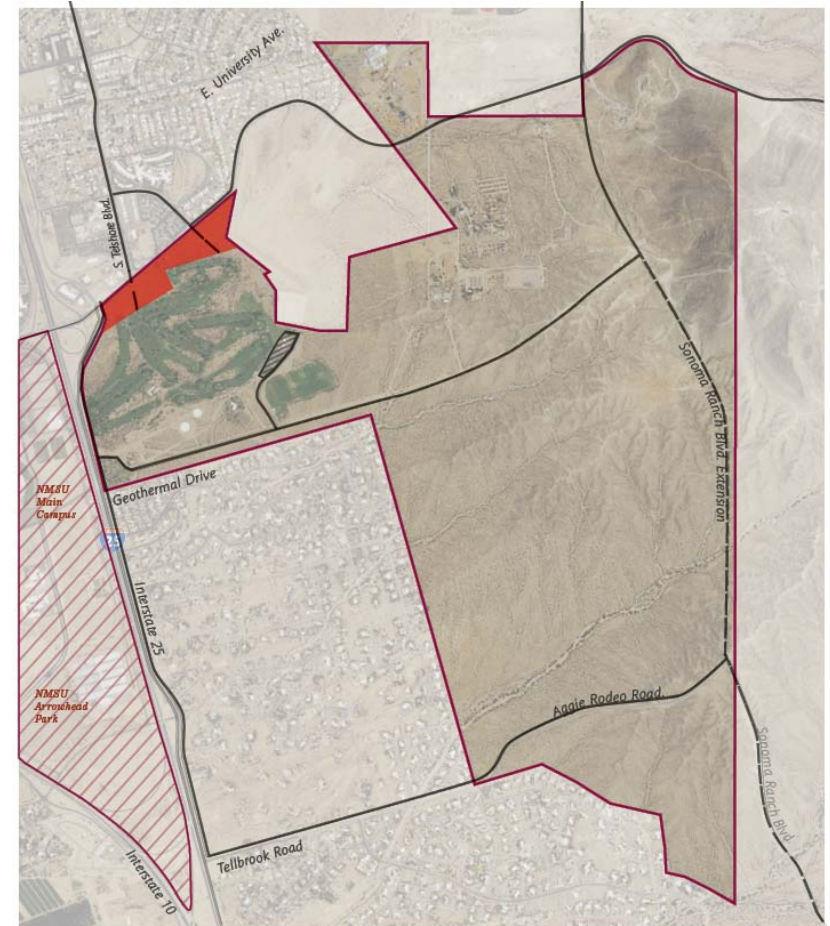 E. University Ave.
S. Telshore Blvd.
Sonoma Ranch Blvd. Extension
Geothermal Drive
NMSU
Main
Campus
25
Interstate 25
NMSU
Arrowhead
Park
Aggie Rodeo Road.
Sonoma Ranch Blvd.
Tellbrook Road
Interstate 10